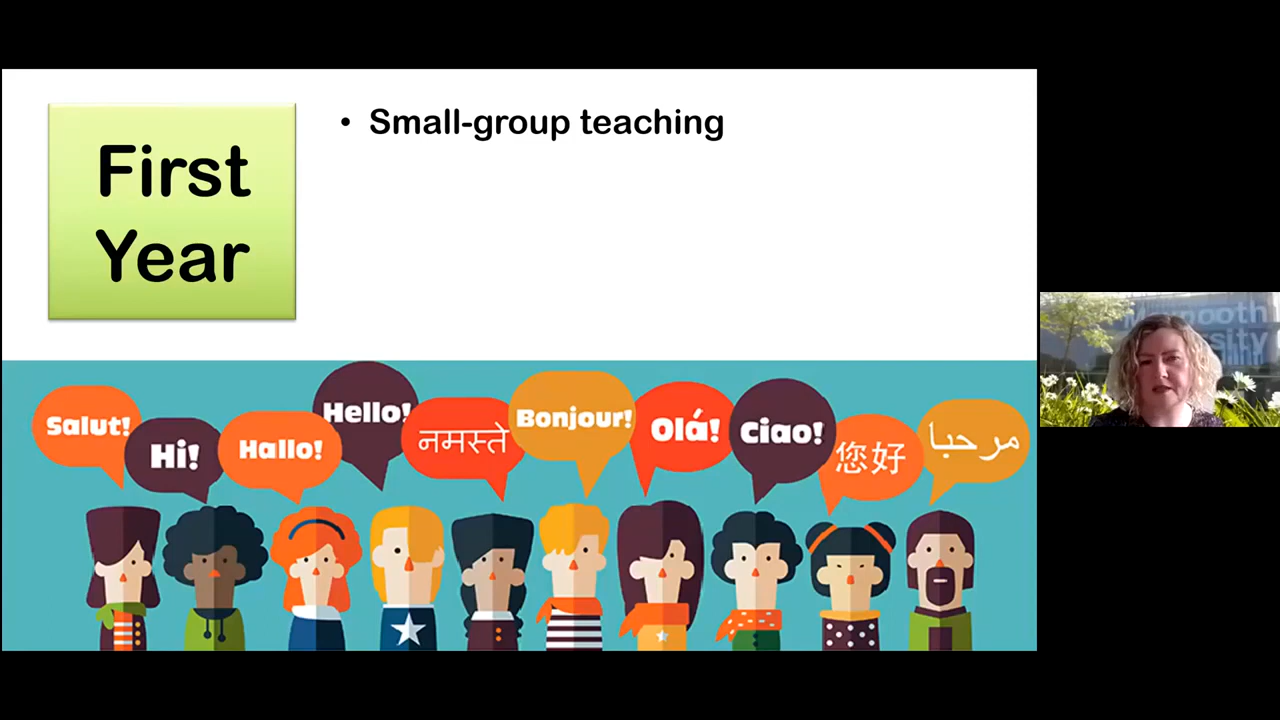 First
Year
• Small-group teaching
Salut!
Hi!
Hallo!
Hello!
नमस्ते
Bonjour!
Olá!
Ciao!
您好
مرحبا